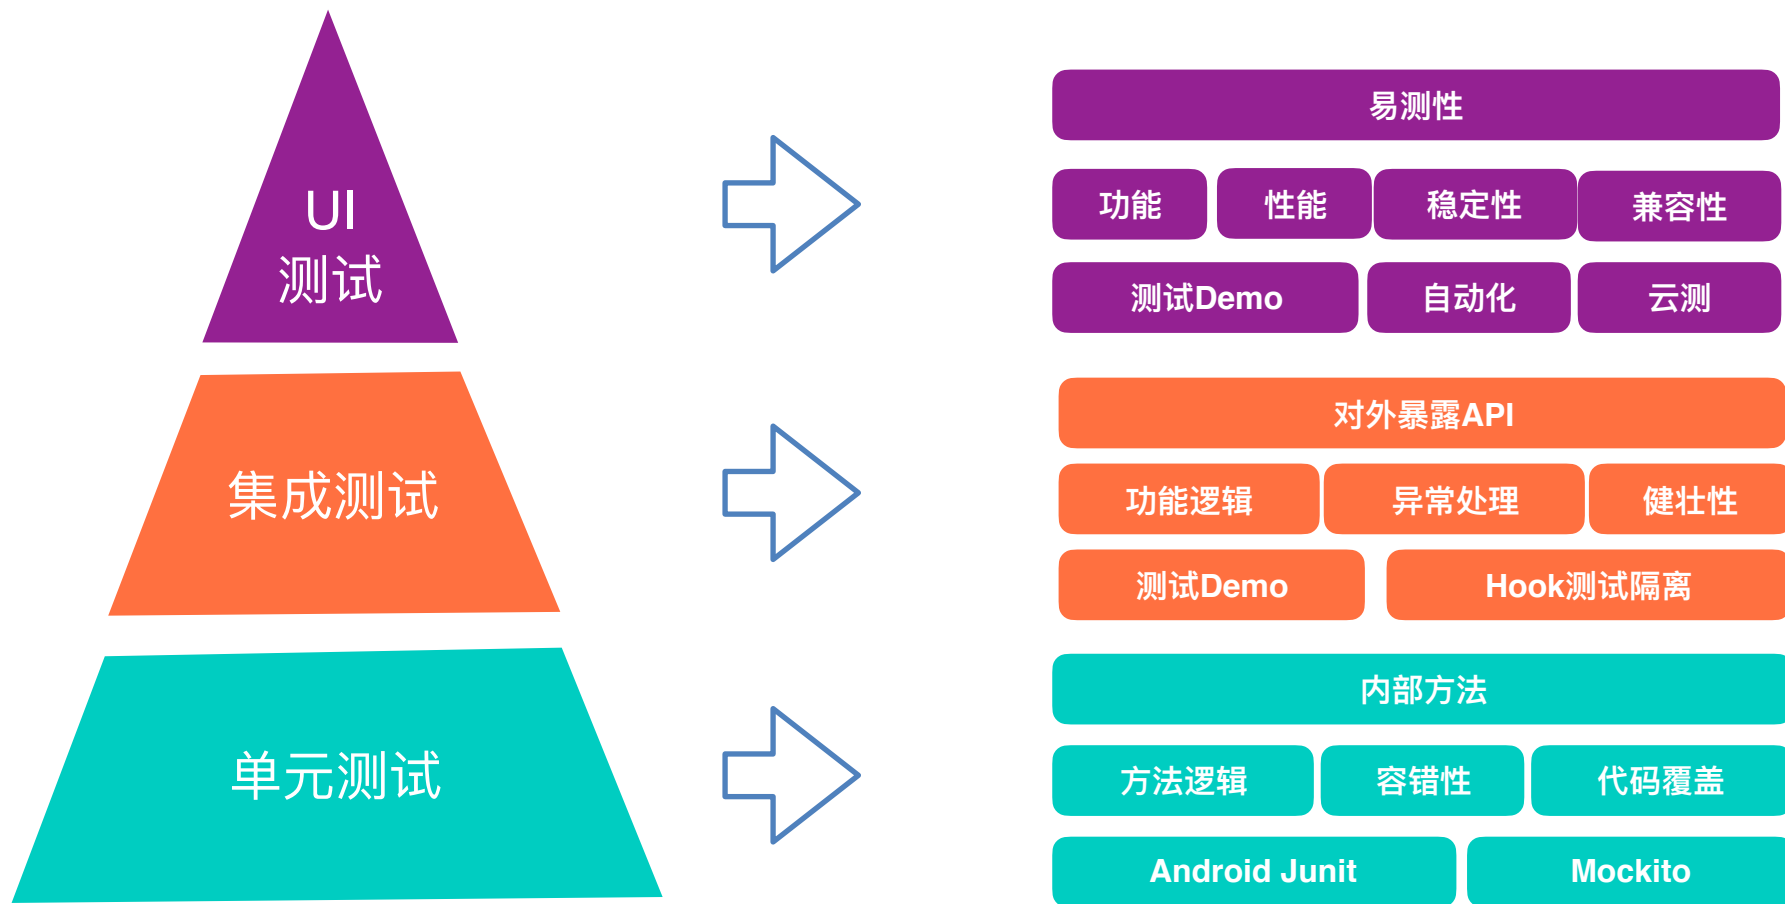 UI
测试
易测性
功能
性能
稳定性
兼容性
测试Demo
自动化
云测
集成测试
对外暴露API
功能逻辑
异常处理
健壮性
测试Demo
Hook测试隔离
单元测试
内部方法
方法逻辑
容错性
代码覆盖
Android Junit
Mockito